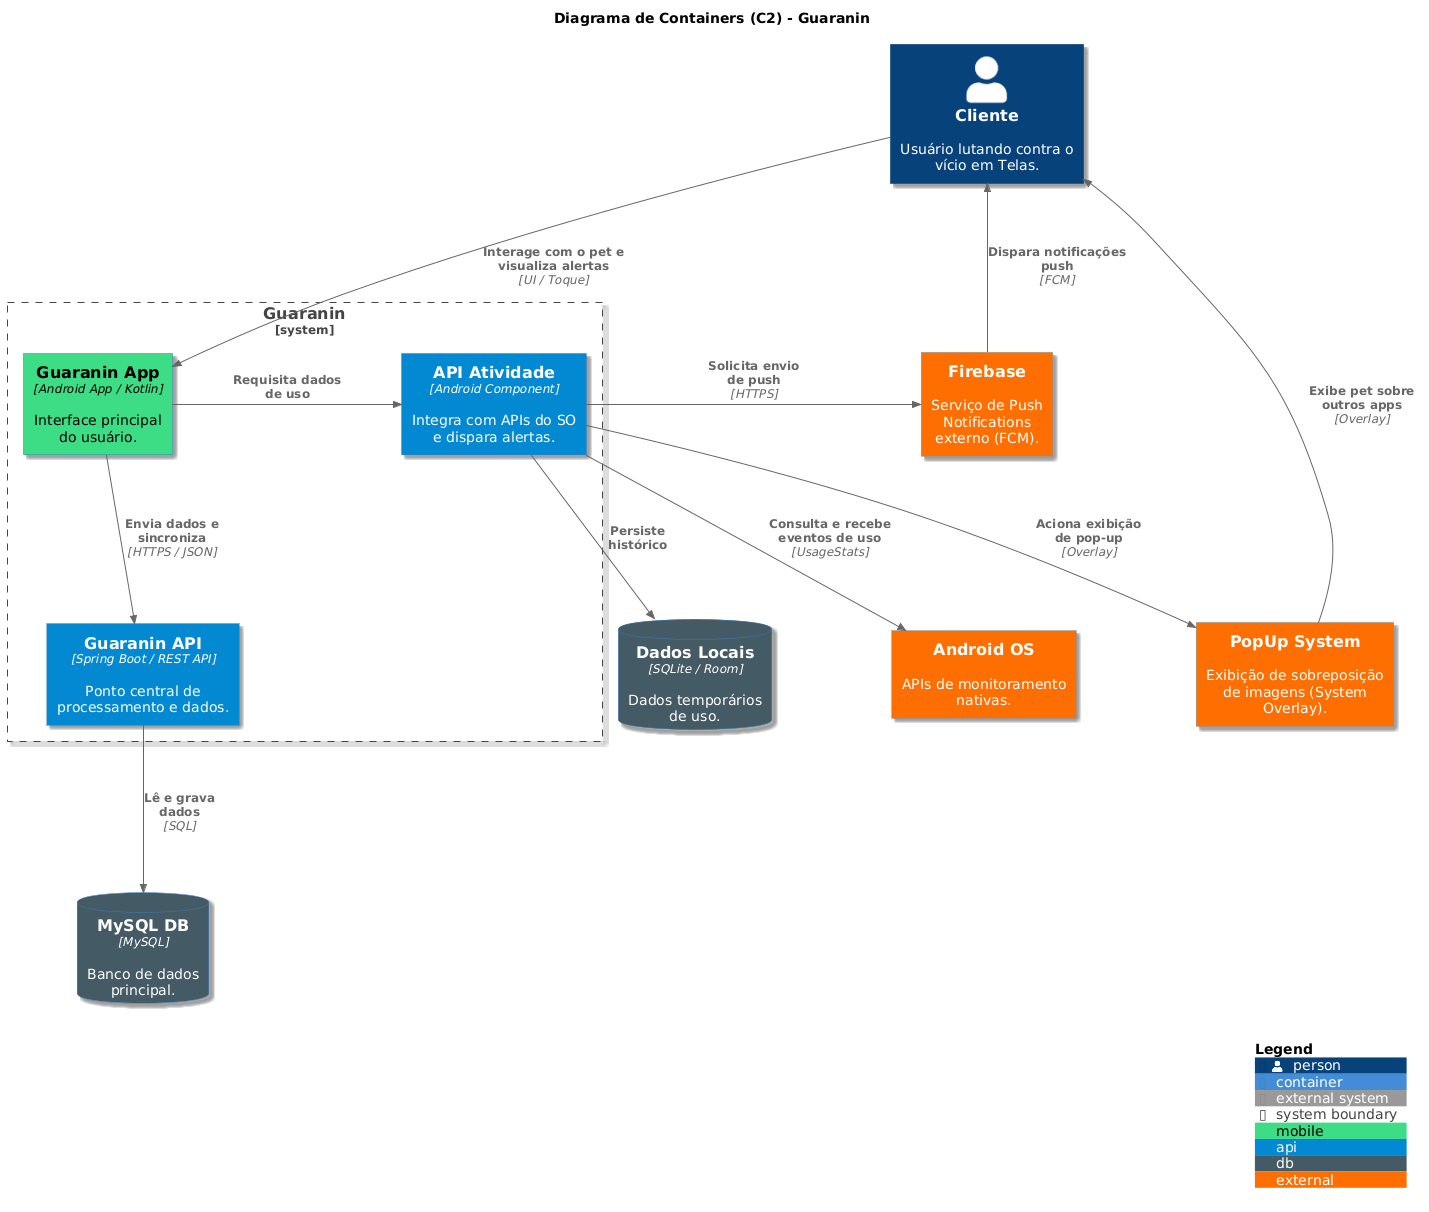 Diagrama de Containers (C2) - Guaranin
Cliente
Usuário lutando contra o
vício em Telas.
Interage com o pet e
visualiza alertas
[UI / Toque]
Dispara notificações
push
[FCM]
Guaranin
[system]
Guaranin App
[Android App / Kotlin]
Interface principal
do usuário.
Requisita dados
de uso
API Atividade
[Android Component]
Integra com APIs do SO
e dispara alertas.
Solicita envio
de push
[HTTPS]
Firebase
Serviço de Push
Notifications
externo (FCM).
Exibe pet sobre
outros apps
[Overlay]
Envia dados e
sincroniza
[HTTPS / JSON]
Persiste
histórico
Consulta e recebe
eventos de uso
[UsageStats]
Aciona exibição
de pop-up
[Overlay]
Guaranin API
[Spring Boot / REST API]
Ponto central de
processamento e dados.
Dados Locais
[SQLite / Room]
Dados temporários
de uso.
Android OS
APIs de monitoramento
nativas.
PopUp System
Exibição de sobreposição
de imagens (System
Overlay).
Lê e grava
dados
[SQL]
MySQL DB
[MySQL]
Banco de dados
principal.
Legend
person
container
external system
system boundary
mobile
api
db
external